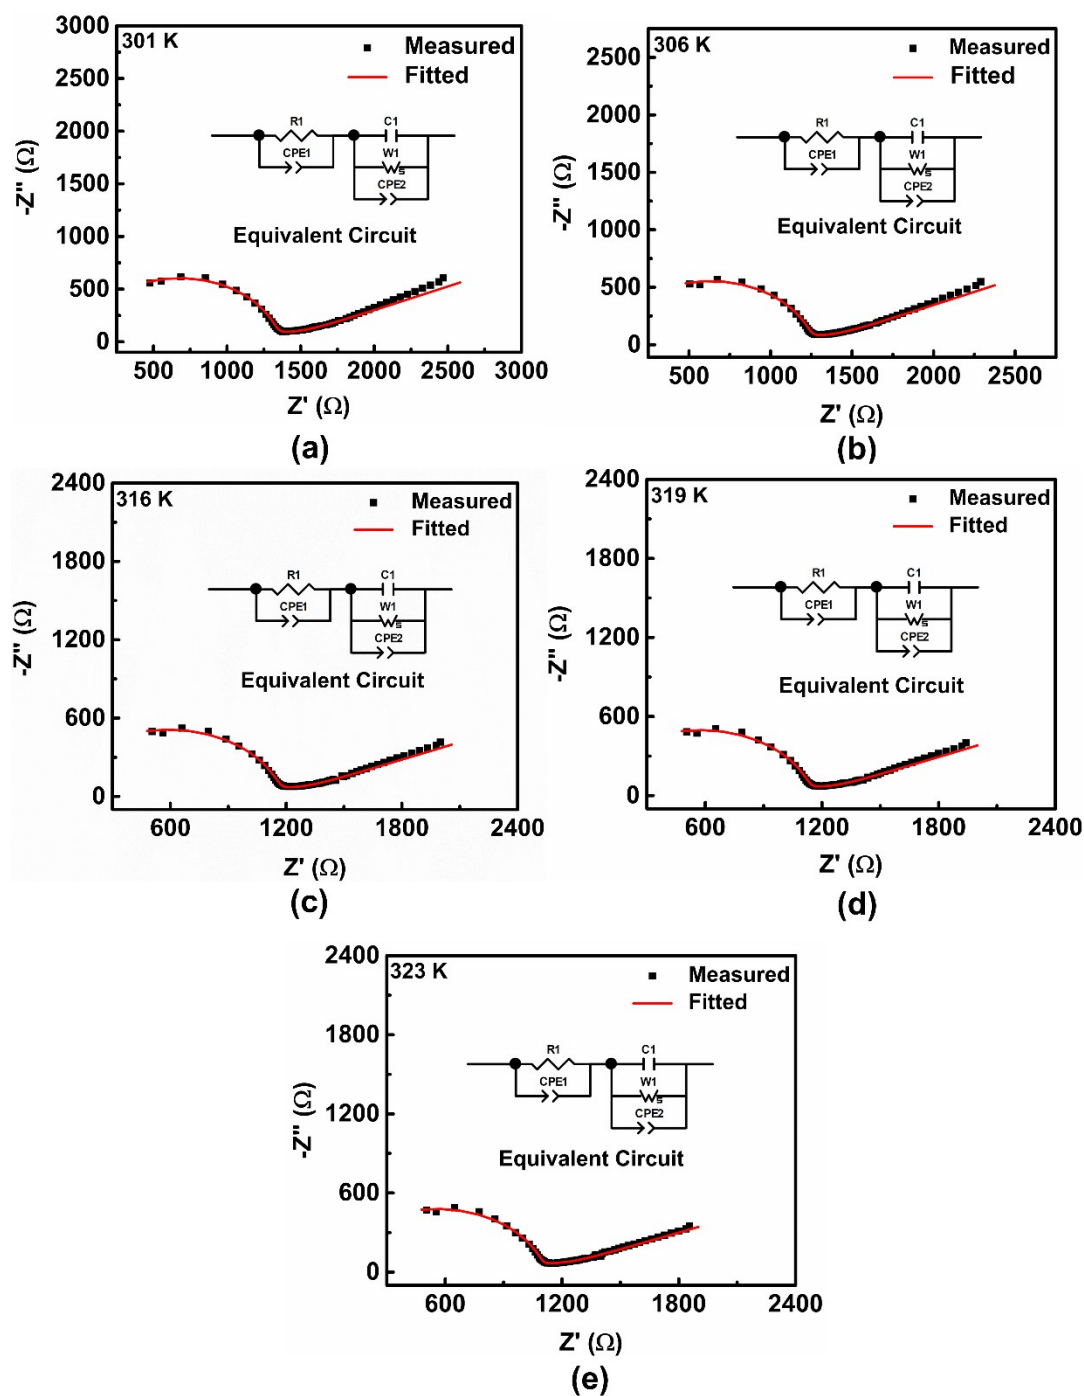 301 K
Measured
Fitted
3000
2500
2000
1500
1000
500
0
-Z" (Ω)
R1
C1
CPE1
W1
s
CPE2
Equivalent Circuit
500 1000 1500 2000 2500 3000
Z' (Ω)
(a)
306 K
Measured
Fitted
2500
2000
1500
1000
500
0
-Z" (Ω)
R1
C1
CPE1
W1
s
CPE2
Equivalent Circuit
500 1000 1500 2000 2500
Z' (Ω)
(b)
316 K
Measured
Fitted
2400
1800
1200
600
0
-Z" (Ω)
R1
C1
CPE1
W1
s
CPE2
Equivalent Circuit
600 1200 1800 2400
Z' (Ω)
(c)
319 K
Measured
Fitted
2400
1800
1200
600
0
-Z" (Ω)
R1
C1
CPE1
W1
s
CPE2
Equivalent Circuit
600 1200 1800 2400
Z' (Ω)
(d)
323 K
Measured
Fitted
2400
1800
1200
600
0
-Z" (Ω)
R1
C1
CPE1
W1
s
CPE2
Equivalent Circuit
600 1200 1800 2400
Z' (Ω)
(e)